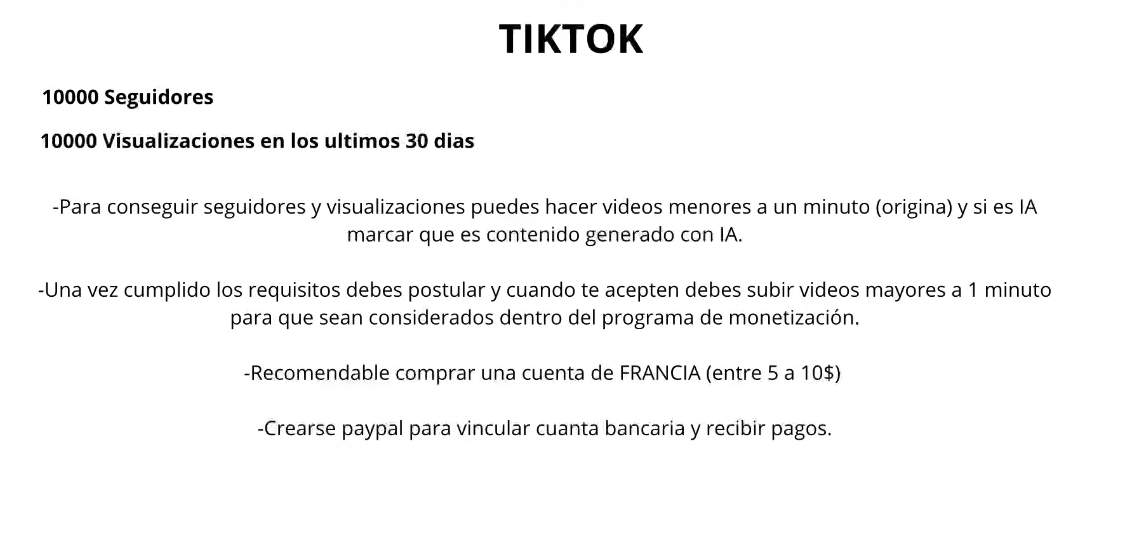 TIKTOK
10000 Seguidores
10000 Visualizaciones en los ultimos 30 dias
-Para conseguir seguidores y visualizaciones puedes hacer videos menores a un minuto (origina) y si es IA
marcar que es contenido generado con IA.
-Una vez cumplido los requisitos debes postular y cuando te acepten debes subir videos mayores a 1 minuto
para que sean considerados dentro del programa de monetización.
-Recomendable comprar una cuenta de FRANCIA (entre 5 a 10$)
-Crearse paypal para vincular cuanta bancaria y recibir pagos.